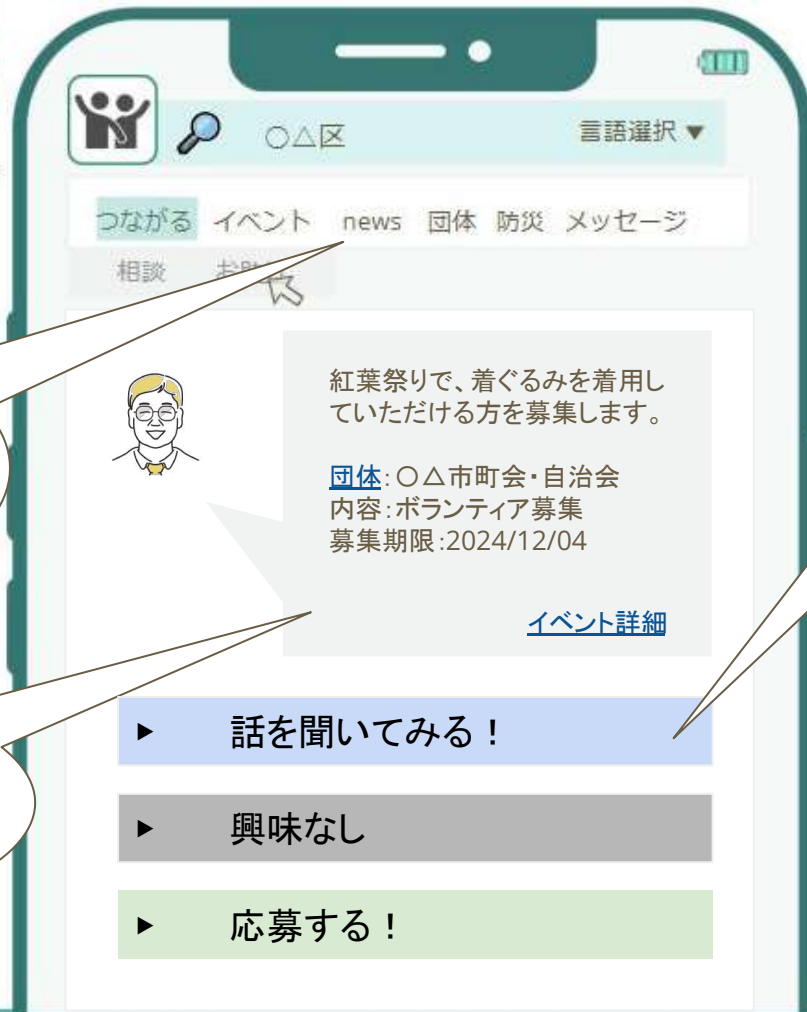 〇△区 言語選択 ▼
つながる イベント news 団体 防災 メッセージ
相談
紅葉祭りで、着ぐるみを着用し
ていただける方を募集します。
団体:〇△市町会・自治会
内容:ボランティア募集
募集期限:2024/12/04
イベント詳細
▶ 話を聞いてみる！
▶ 興味なし
▶ 応募する！